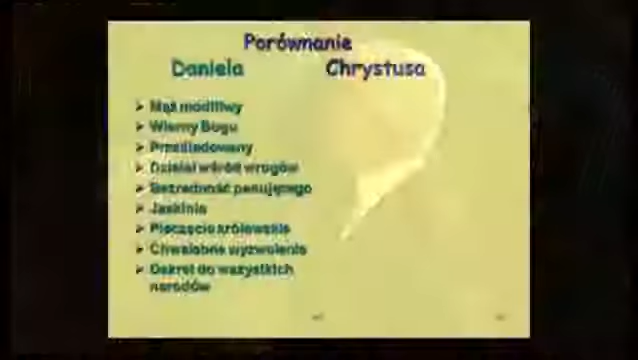 Porównanie
Daniela Chrystusa
Mąż modlitwy
Wierny Bogu
Prześladowany
Działał wśród wrogów
Bezradność panującego
Jaskinia
Pieczęcie królewskie
Chwalebne wyzwolenie
Dekret do wszystkich
narodów